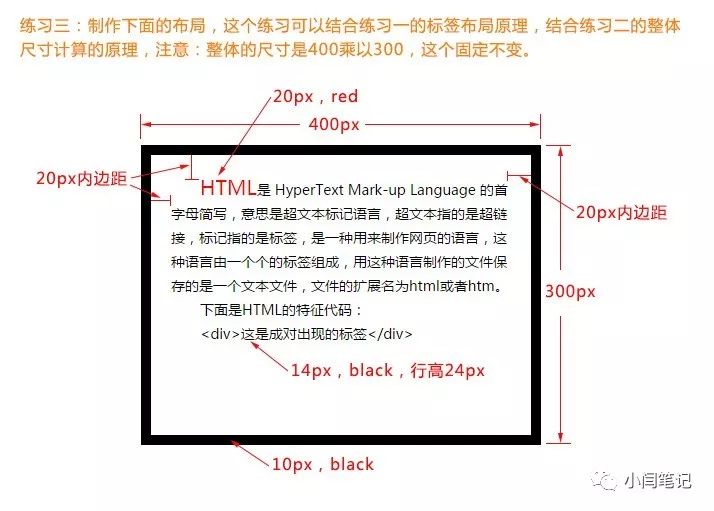 练习三：制作下面的布局，这个练习可以结合练习一的标签布局原理，结合练习二的整体
尺寸计算的原理，注意：整体的尺寸是400乘以300，这个固定不变。
20px，red
400px
20px内边距
HTML是 HyperText Mark-up Language 的首
字母简写，意思是超文本标记语言，超文本指的是超链
接，标记指的是标签，是一种用来制作网页的语言，这
种语言由一个个的标签组成，用这种语言制作的文件保
存的是一个文本文件，文件的扩展名为html或者htm。
下面是HTML的特征代码：
<div>这是成对出现的标签</div>
20px内边距
300px
14px，black，行高24px
10px，black
小闫笔记